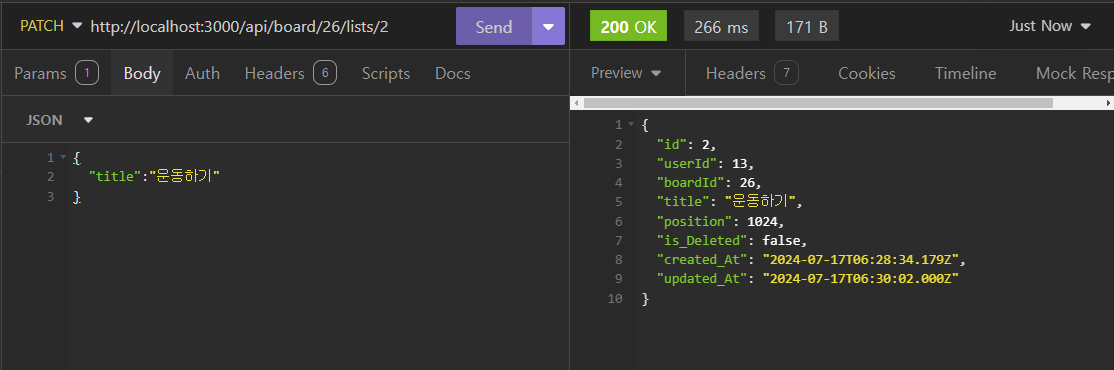 PATCH http://localhost:3000/api/board/26/lists/2 Send
200 OK 266 ms 171 B Just Now
Params 1 Body Auth Headers 6 Scripts Docs
Preview Headers 7 Cookies Timeline Mock Resp
JSON
1 {
2 "title":"운동하기"
3 }
1 {
2 "id": 2,
3 "userId": 13,
4 "boardId": 26,
5 "title": "운동하기",
6 "position": 1024,
7 "is_Deleted": false,
8 "created_At": "2024-07-17T06:28:34.179Z",
9 "updated_At": "2024-07-17T06:30:02.000Z"
10 }